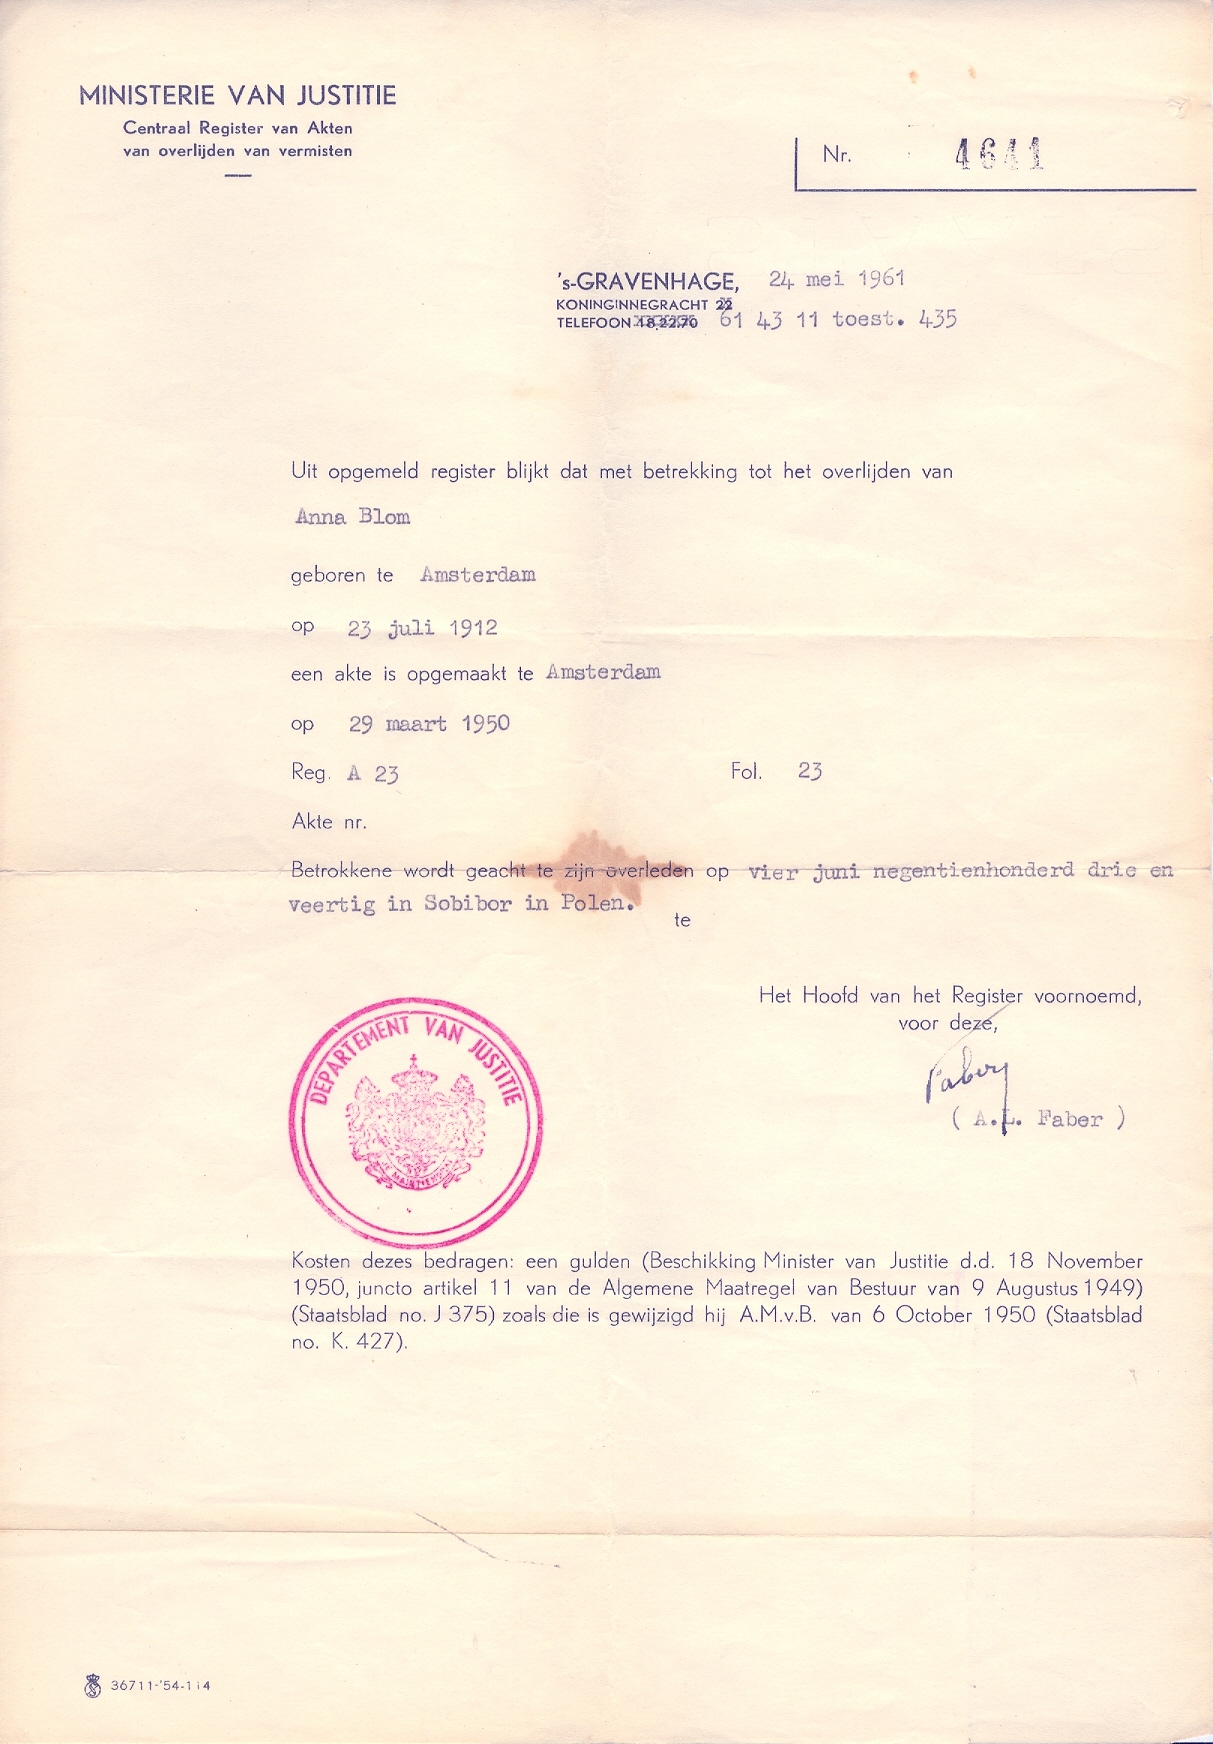 MINISTERIE VAN JUSTITIE
Centraal Register van Akten
van overlijden van vermisten
Nr. 4641
's-GRAVENHAGE, 24 mei 1961
KONINGINNEGRACHT 22
TELEFOON 18.22.70 61 43 11 toest. 435
Uit opgemeld register blijkt dat met betrekking tot het overlijden van
Anna Blom
geboren te Amsterdam
op 23 juli 1912
een akte is opgemaakt te Amsterdam
op 29 maart 1950
Reg. A 23 Fol. 23
Akte nr.
Betrokkene wordt geacht te zijn overleden op vier juni negentienhonderd drie en
veertig in Sobibor in Polen.
te
Het Hoofd van het Register voornoemd,
voor deze,
Faber
( A.L. Faber )
DEPARTEMENT VAN JUSTITIE
JE MAINTIENDRAI
Kosten dezes bedragen: een gulden (Beschikking Minister van Justitie d.d. 18 November
1950, juncto artikel 11 van de Algemene Maatregel van Bestuur van 9 Augustus 1949)
(Staatsblad no. J 375) zoals die is gewijzigd hij A.M.v.B. van 6 October 1950 (Staatsblad
no. K. 427).
36711-'54-114